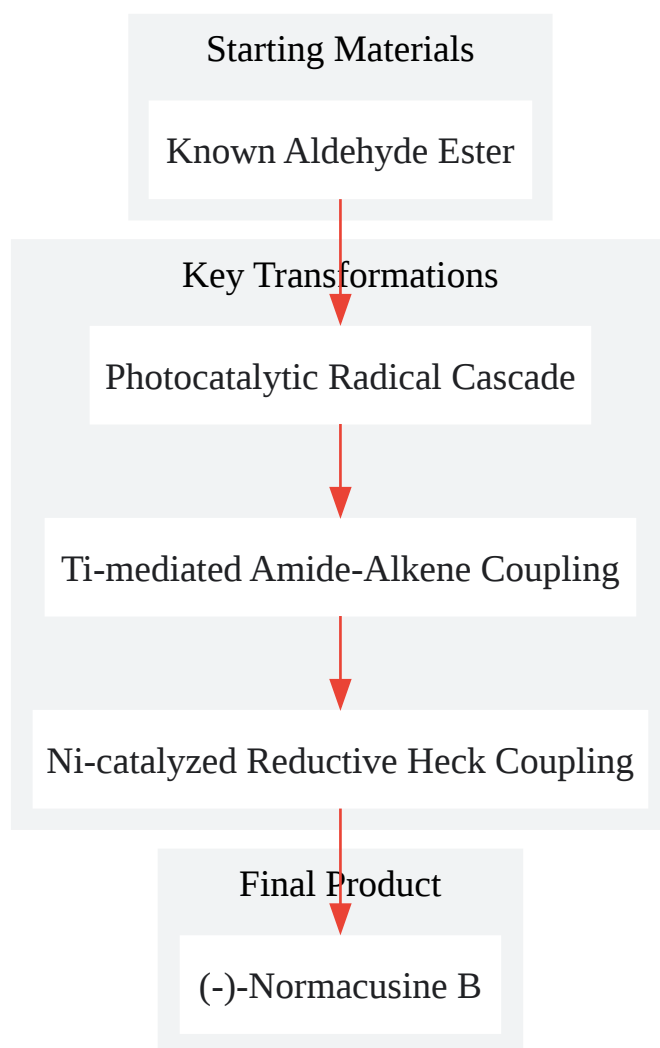 Starting Materials
Known Aldehyde Ester
Key Transformations
Photocatalytic Radical Cascade
Ti-mediated Amide-Alkene Coupling
Ni-catalyzed Reductive Heck Coupling
Final Product
(-)-Normacusine B